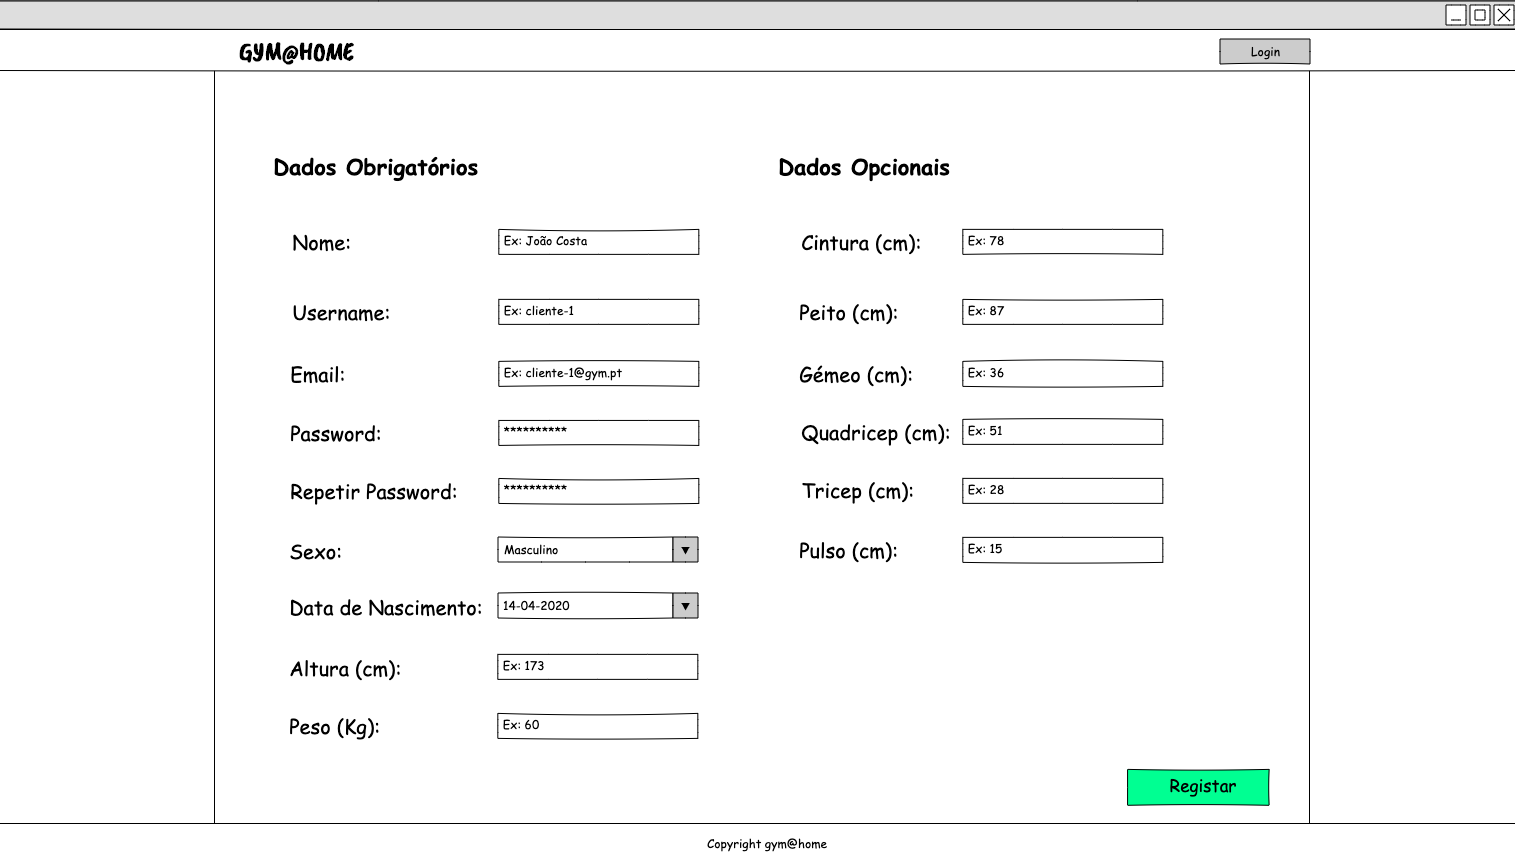 GYM@HOME
Login
Dados Obrigatórios
Nome: Ex: João Costa
Username: Ex: cliente-1
Email: Ex: cliente-1@gym.pt
Password: **********
Repetir Password: **********
Sexo: Masculino
Data de Nascimento: 14-04-2020
Altura (cm): Ex: 173
Peso (Kg): Ex: 60
Dados Opcionais
Cintura (cm): Ex: 78
Peito (cm): Ex: 87
Gémeo (cm): Ex: 36
Quadricep (cm): Ex: 51
Tricep (cm): Ex: 28
Pulso (cm): Ex: 15
Registar
Copyright gym@home